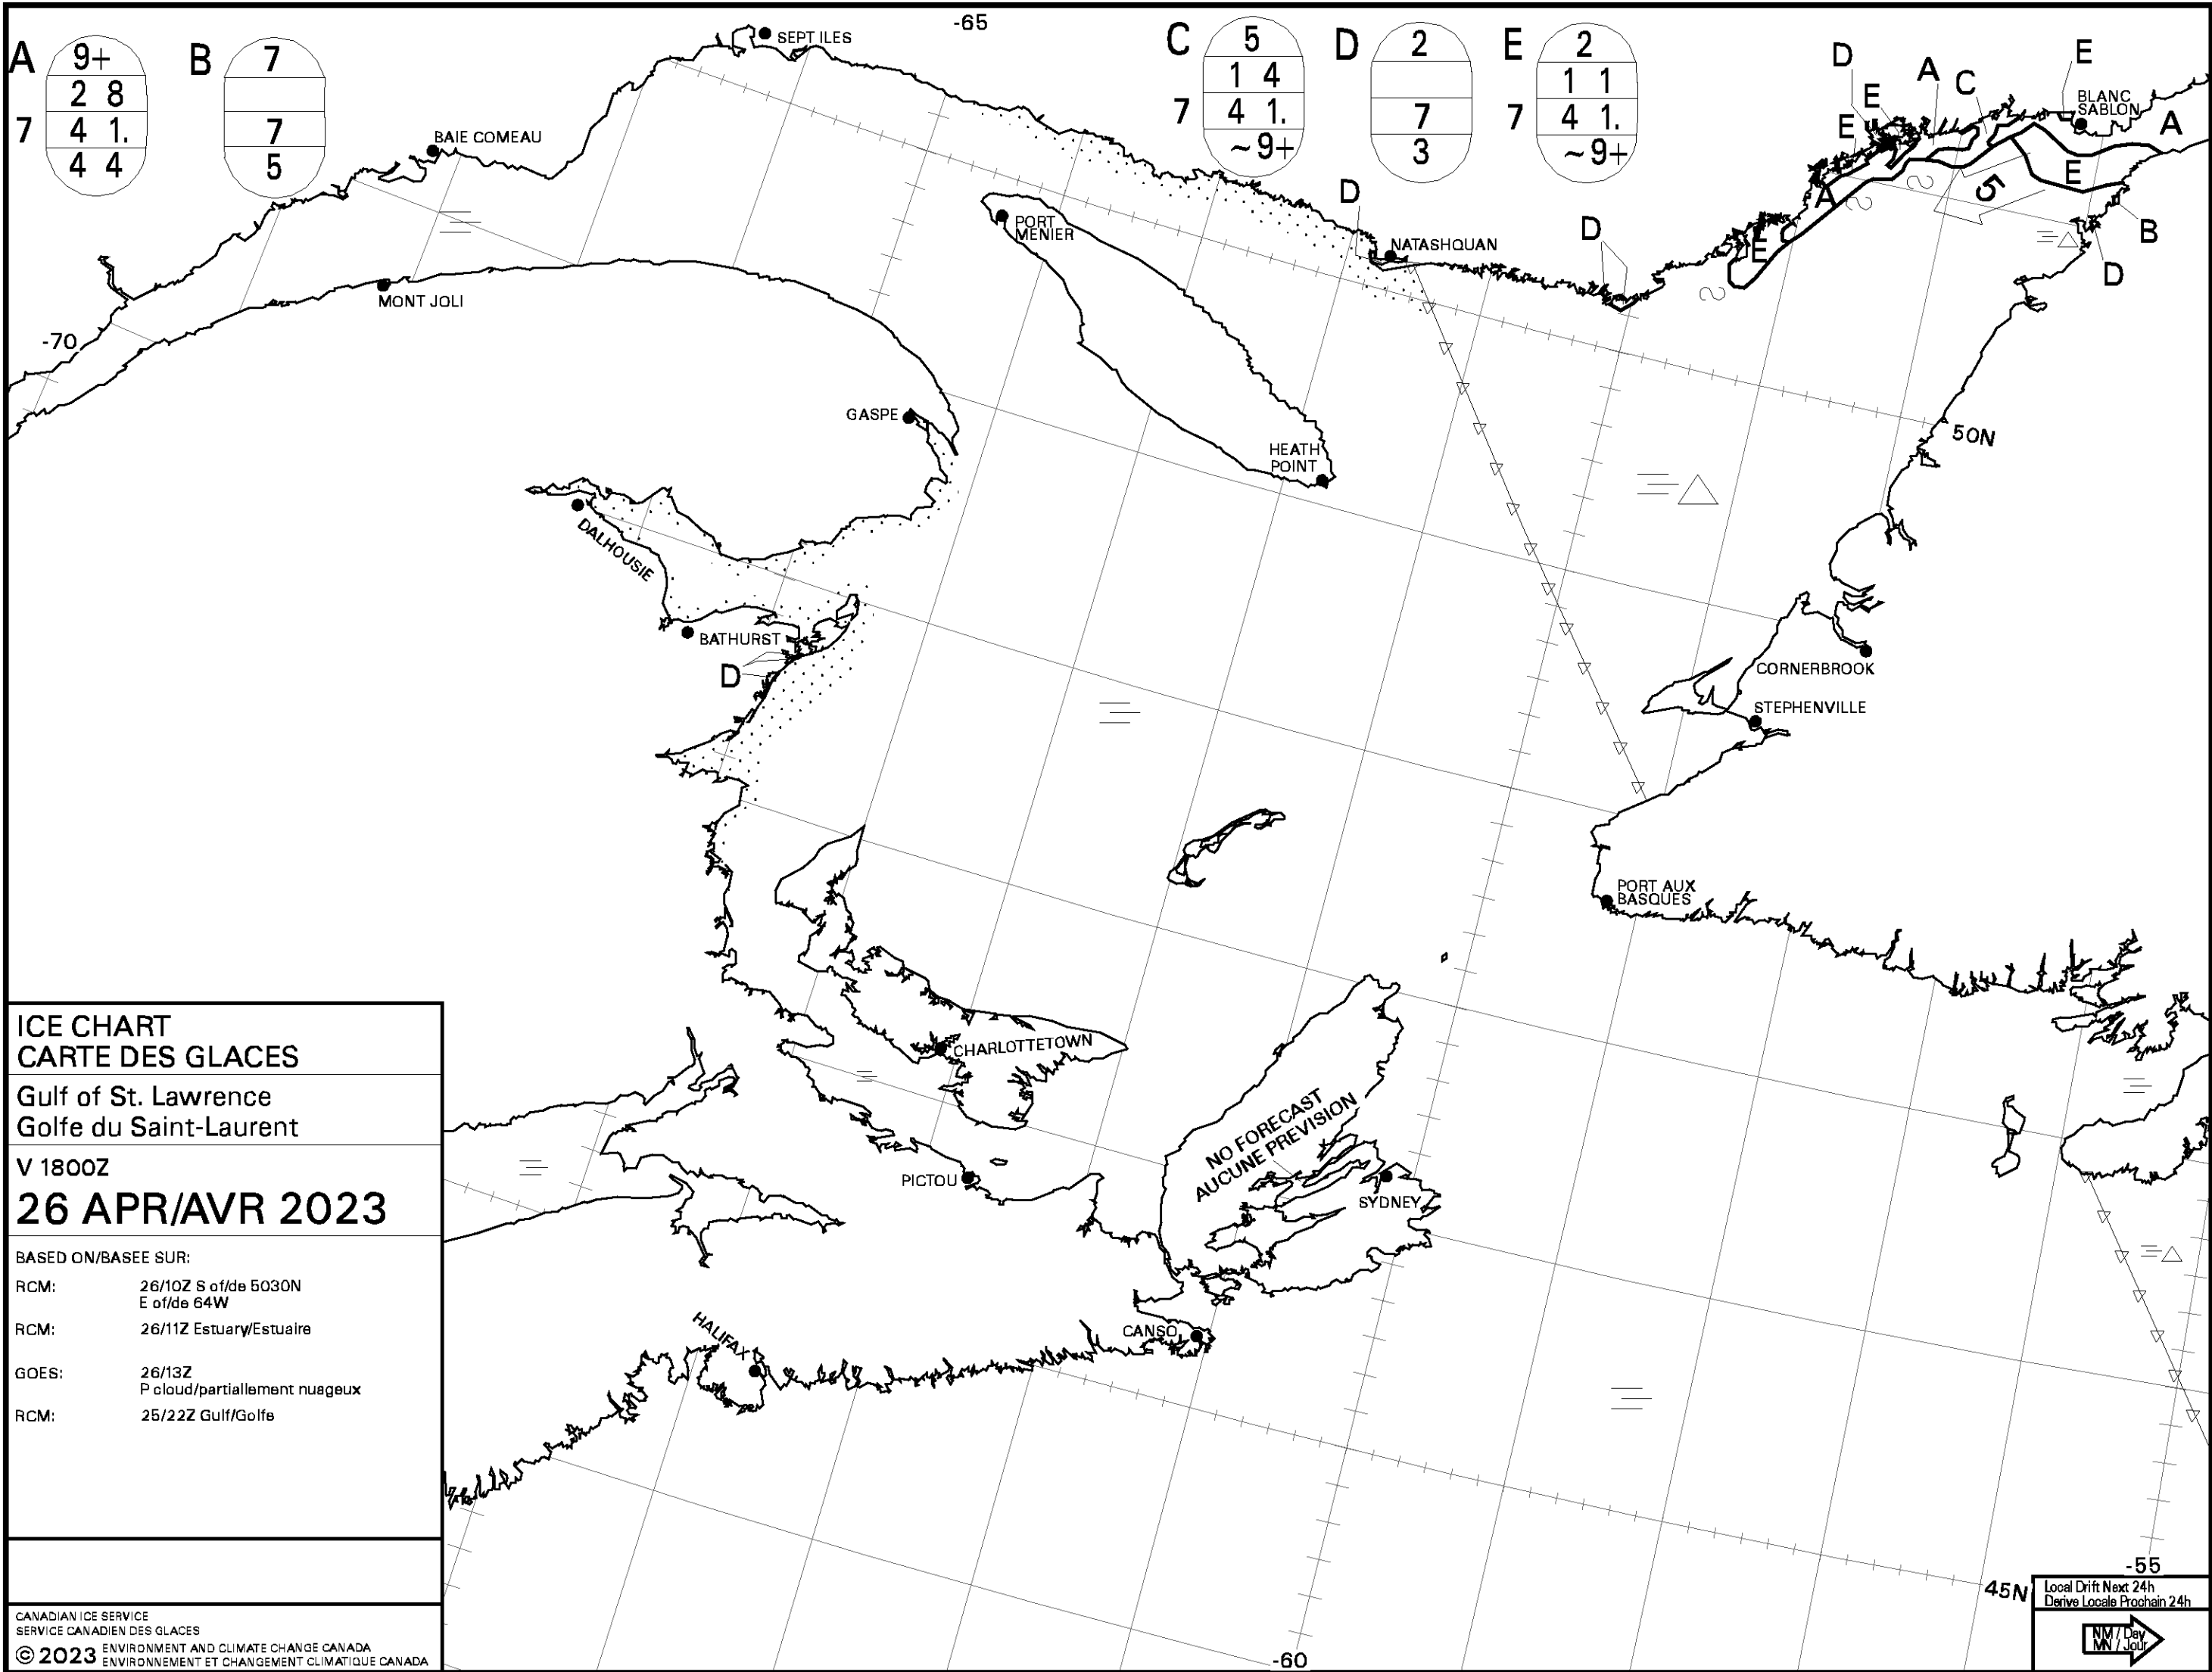 -65
A
9+
2 8
7 4 1.
4 4
B
7
7
5
C
5
1 4
7 4 1.
~9+
D
2
7
3
E
2
1 1
7 4 1.
~9+
D
E
A
C
E
E
BLANC
SABLON
A
A
E
5
E
B
D
D
D
SEPT ILES
BAIE COMEAU
PORT
MENIER
NATASHQUAN
MONT JOLI
-70
GASPE
50N
HEATH
POINT
DALHOUSIE
BATHURST
D
CORNERBROOK
STEPHENVILLE
PORT AUX
BASQUES
CHARLOTTETOWN
NO FORECAST
AUCUNE PREVISION
PICTOU
SYDNEY
CANSO
HALIFAX
ICE CHART
CARTE DES GLACES
Gulf of St. Lawrence
Golfe du Saint-Laurent
V 1800Z
26 APR/AVR 2023
BASED ON/BASEE SUR:
RCM: 26/10Z S of/de 5030N
E of/de 64W
RCM: 26/11Z Estuary/Estuaire
GOES: 26/13Z
P cloud/partiallement nuageux
RCM: 25/22Z Gulf/Golfe
CANADIAN ICE SERVICE
SERVICE CANADIEN DES GLACES
© 2023 ENVIRONMENT AND CLIMATE CHANGE CANADA
ENVIRONNEMENT ET CHANGEMENT CLIMATIQUE CANADA
-60
-55
45N
Local Drift Next 24h
Derive Locale Prochain 24h
NM / Day
MN / Jour